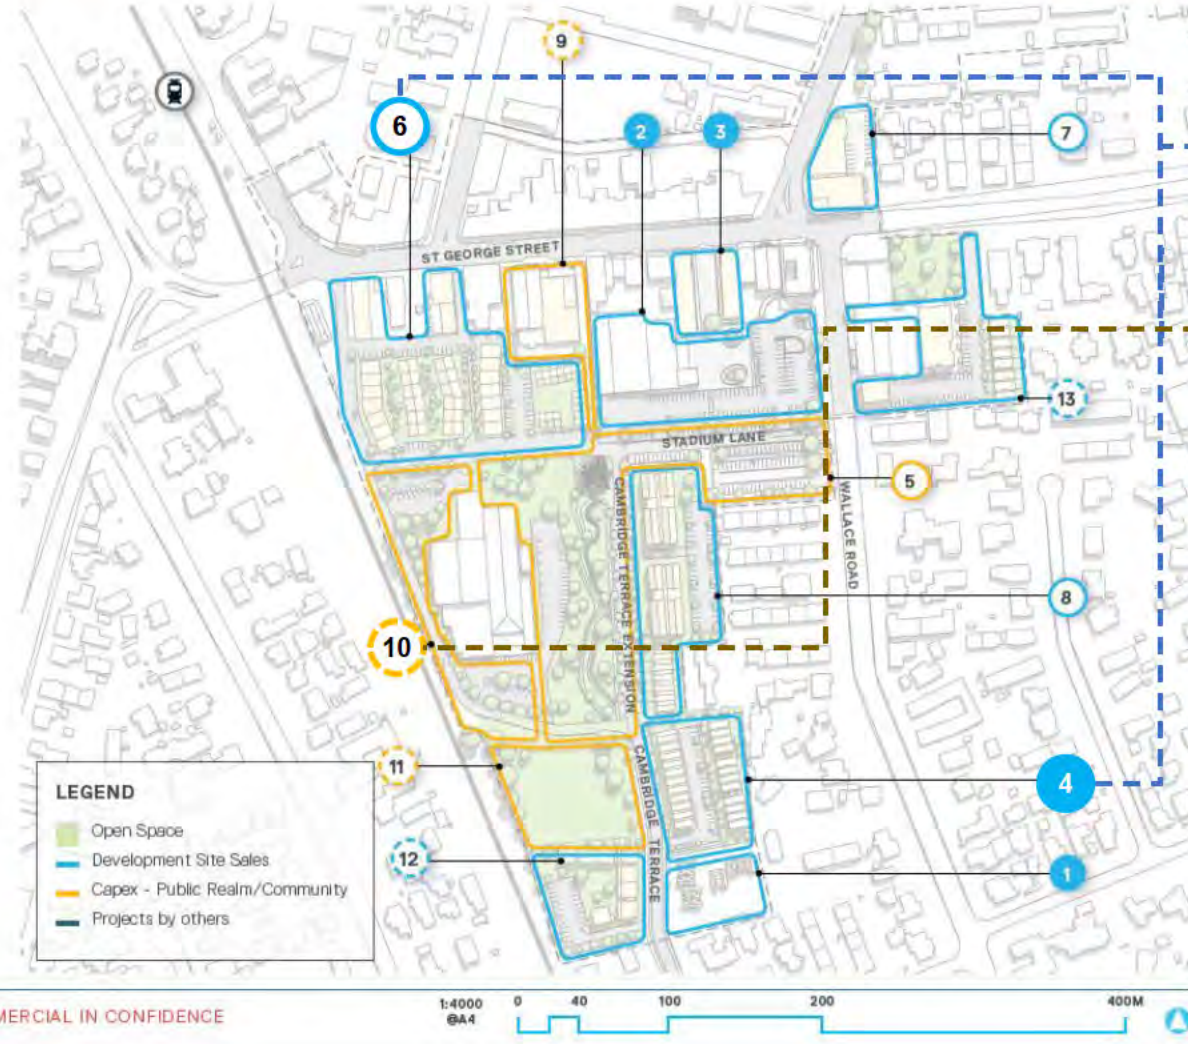 9
6
2
3
7
ST GEORGE STREET
13
STADIUM LANE
5
WALLACE ROAD
CAMBRIDGE TERRACE EXTENSION
8
10
11
CAMBRIDGE TERRACE
4
12
1
LEGEND
Open Space
Development Site Sales
Capex - Public Realm/Community
Projects by others
MERCIAL IN CONFIDENCE
1:4000
@A4
0 40 100 200 400M